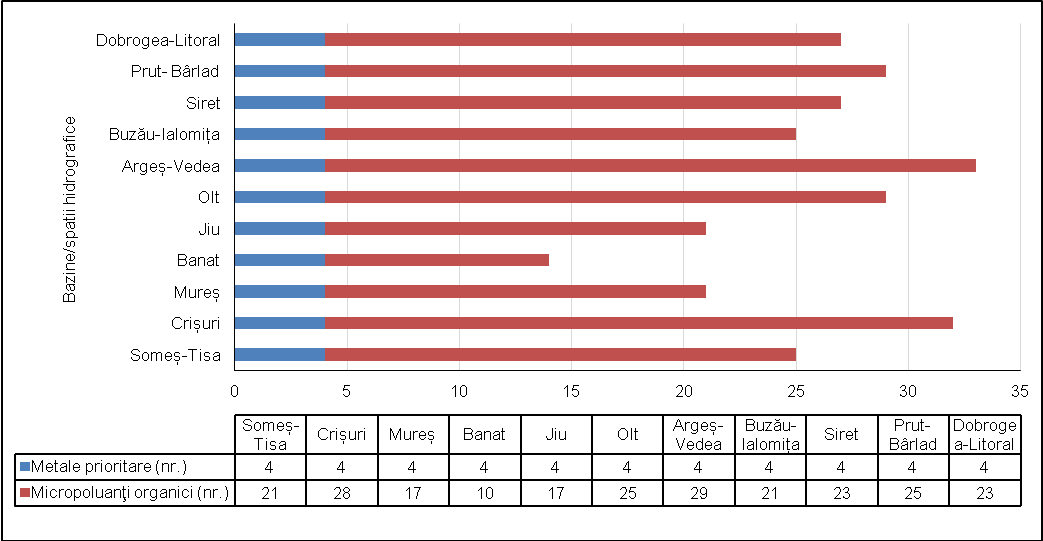 Bazine/spatii hidrografice
Dobrogea-Litoral
Prut- Bârlad
Siret
Buzău-Ialomița
Argeș-Vedea
Olt
Jiu
Banat
Mureș
Crișuri
Someș-Tisa
0 5 10 15 20 25 30 35
Someș-Tisa Crișuri Mureș Banat Jiu Olt Argeș-Vedea Buzău-Ialomița Siret Prut-Bârlad Dobrogea-Litoral
Metale prioritare (nr.) 4 4 4 4 4 4 4 4 4 4 4
Micropoluanţi organici (nr.) 21 28 17 10 17 25 29 21 23 25 23